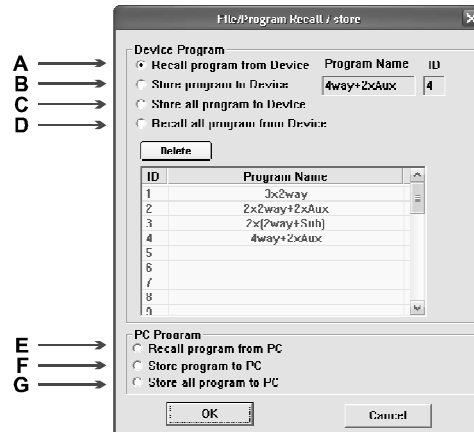 File/Program Recall / store
Device Program
A Recall program from Device Program Name ID
B Store program to Device 4way+2xAux 4
C Store all program to Device
D Recall all program from Device
Delete
ID Program Name
1 3x2way
2 2x2way+2xAux
3 2x(2way+Sub)
4 4way+2xAux
5
6
7
8
9
PC Program
E Recall program from PC
F Store program to PC
G Store all program to PC
OK Cancel